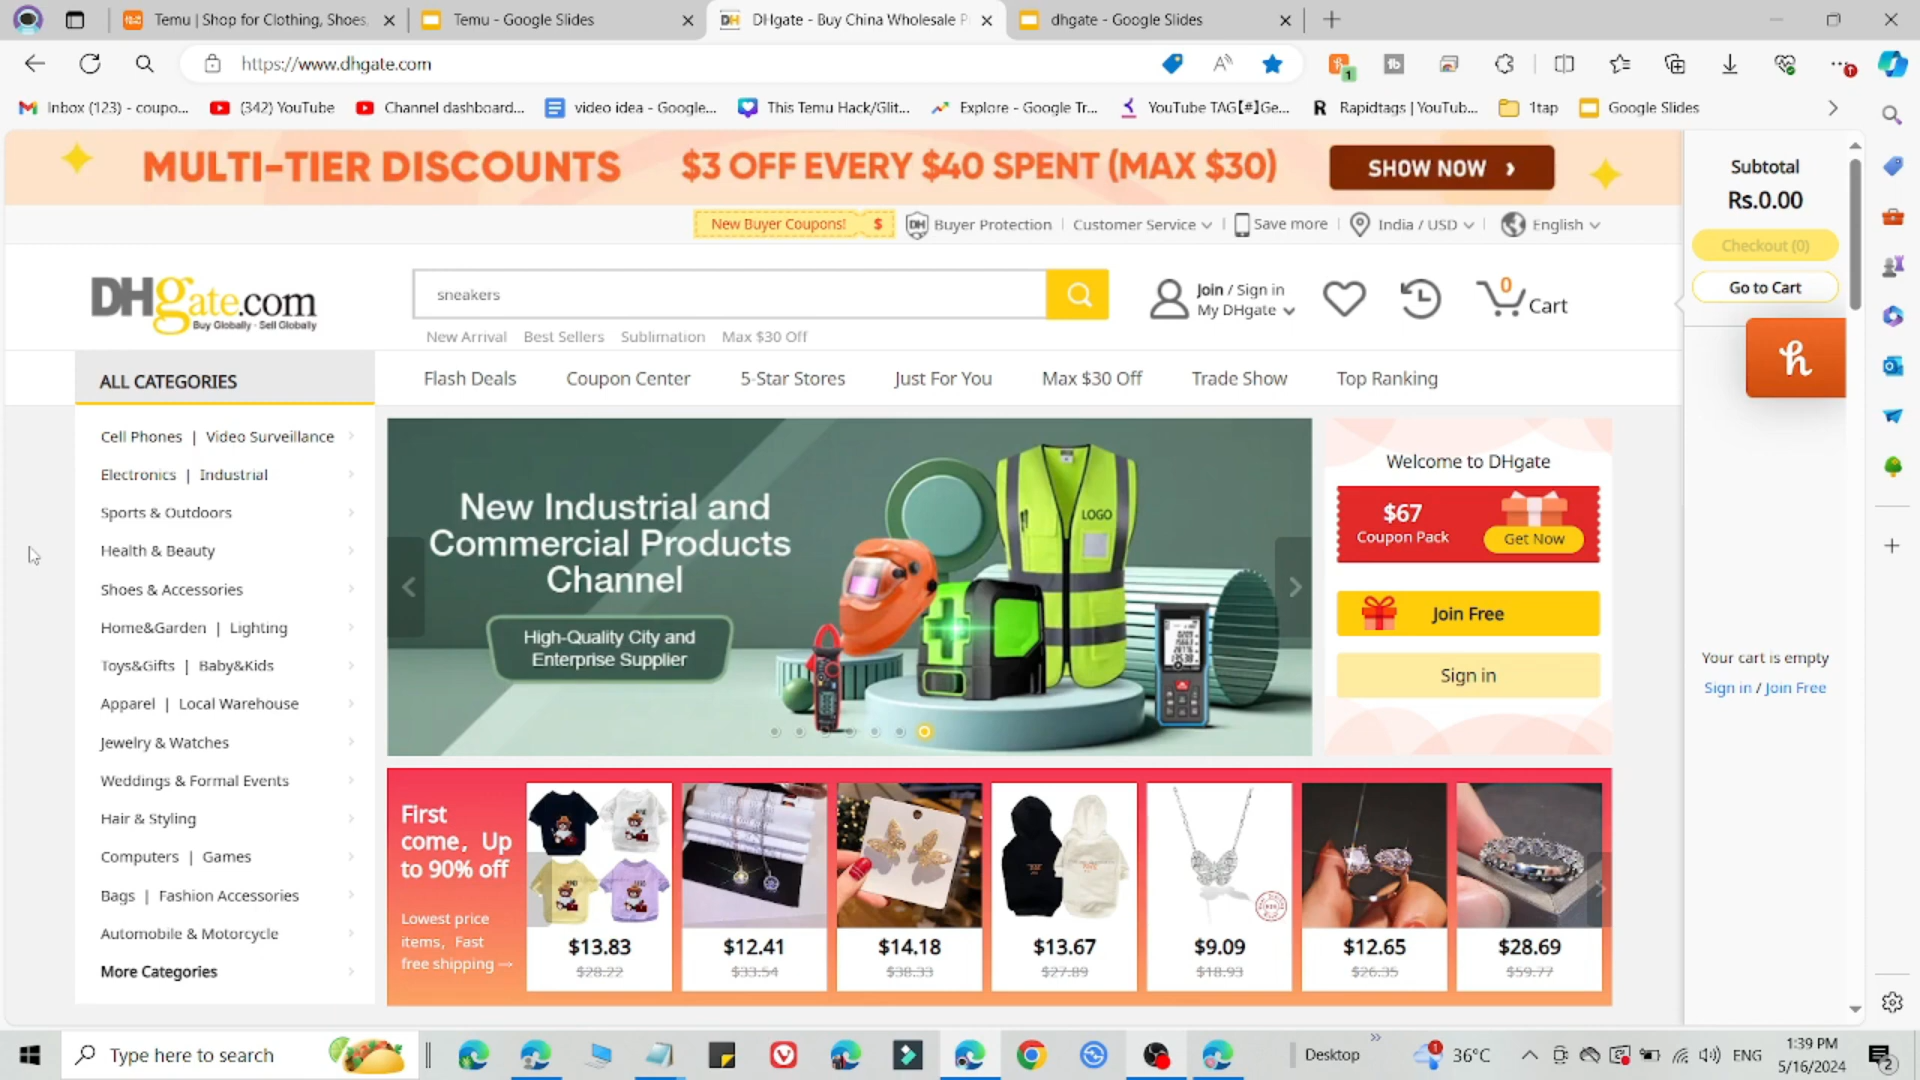 Temu | Shop for Clothing, Shoes,
Temu - Google Slides
DHgate - Buy China Wholesale P
dhgate - Google Slides
https://www.dhgate.com
1
Inbox (123) - coupo...
(342) YouTube
Channel dashboard...
video idea - Google...
This Temu Hack/Glit...
Explore - Google Tr...
YouTube TAG【#】Ge...
Rapidtags | YouTub...
1tap
Google Slides
MULTI-TIER DISCOUNTS $3 OFF EVERY $40 SPENT (MAX $30) SHOW NOW
New Buyer Coupons! $
Buyer Protection
Customer Service
Save more
India / USD
English
DHgate.com
Buy Globally · Sell Globally
sneakers
Join / Sign in
My DHgate
0
Cart
New Arrival Best Sellers Sublimation Max $30 Off
ALL CATEGORIES
Flash Deals Coupon Center 5-Star Stores Just For You Max $30 Off Trade Show Top Ranking
Cell Phones | Video Surveillance
Electronics | Industrial
Sports & Outdoors
Health & Beauty
Shoes & Accessories
Home&Garden | Lighting
Toys&Gifts | Baby&Kids
Apparel | Local Warehouse
Jewelry & Watches
Weddings & Formal Events
Hair & Styling
Computers | Games
Bags | Fashion Accessories
Automobile & Motorcycle
More Categories
New Industrial and
Commercial Products
Channel
High-Quality City and
Enterprise Supplier
LOGO
Welcome to DHgate
$67
Coupon Pack
Get Now
Join Free
Sign in
First
come, Up
to 90% off
Lowest price
items, Fast
free shipping
$13.83
$28.22
$12.41
$33.54
$14.18
$38.33
$13.67
$27.89
$9.09
$18.93
$12.65
$26.35
$28.69
$59.77
Subtotal
Rs.0.00
Checkout (0)
Go to Cart
h
Your cart is empty
Sign in / Join Free
Type here to search
Desktop
1
36°C
ENG
1:39 PM
5/16/2024
2